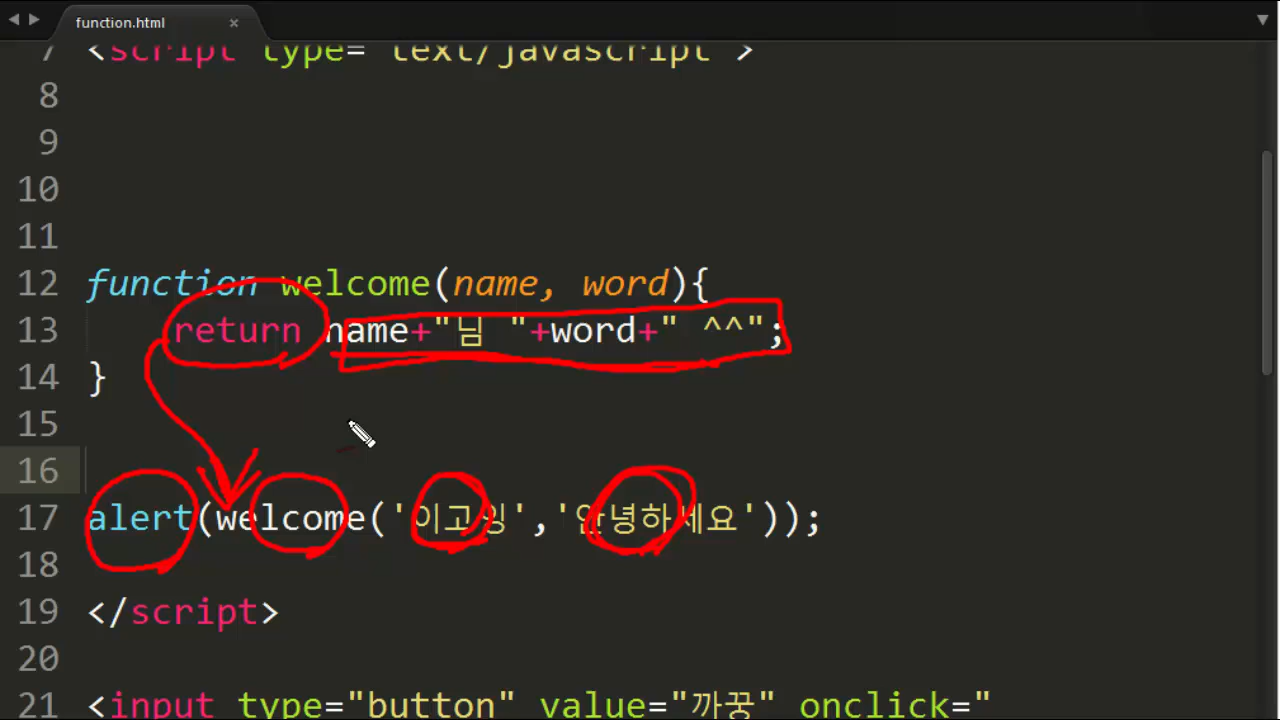 function.html
7 <script type="text/javascript">
8
9
10
11
12 function welcome(name, word){
13 return name+"님 "+word+" ^^";
14 }
15
16
17 alert(welcome('이고잉','안녕하세요'));
18
19 </script>
20
21 <input type="button" value="까꿍" onclick="